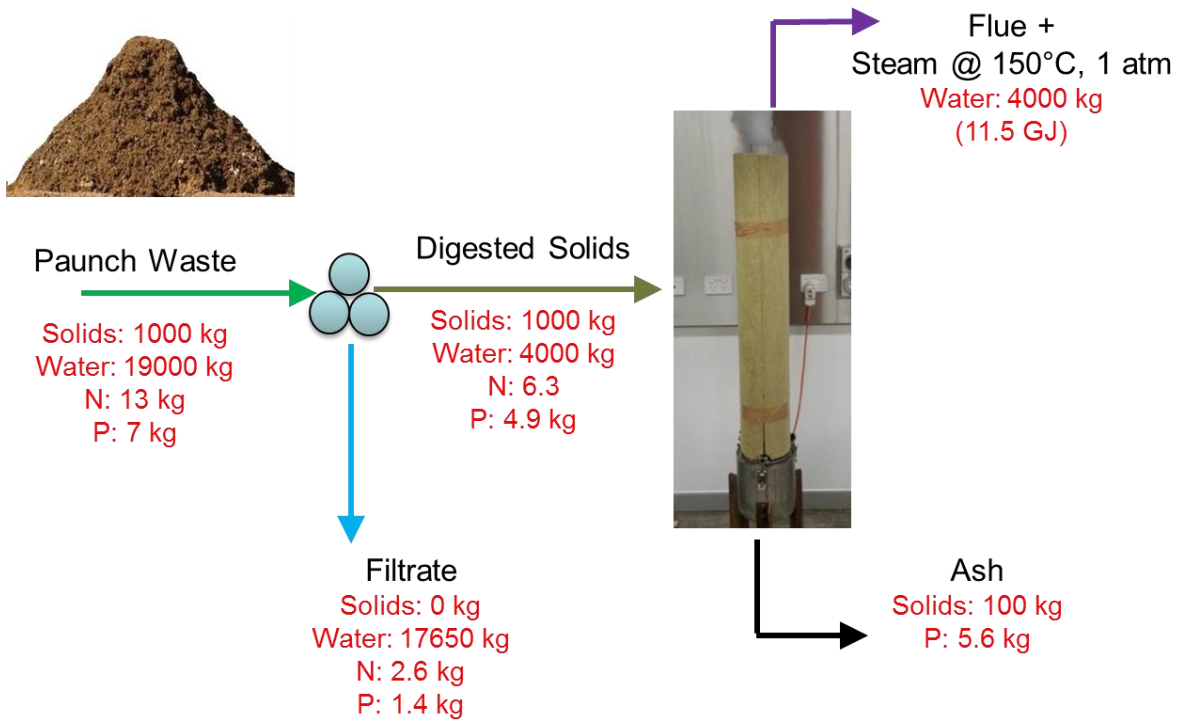 Flue +
Steam @ 150°C, 1 atm
Water: 4000 kg
(11.5 GJ)
Paunch Waste
Solids: 1000 kg
Water: 19000 kg
N: 13 kg
P: 7 kg
Digested Solids
Solids: 1000 kg
Water: 4000 kg
N: 6.3
P: 4.9 kg
Filtrate
Solids: 0 kg
Water: 17650 kg
N: 2.6 kg
P: 1.4 kg
Ash
Solids: 100 kg
P: 5.6 kg